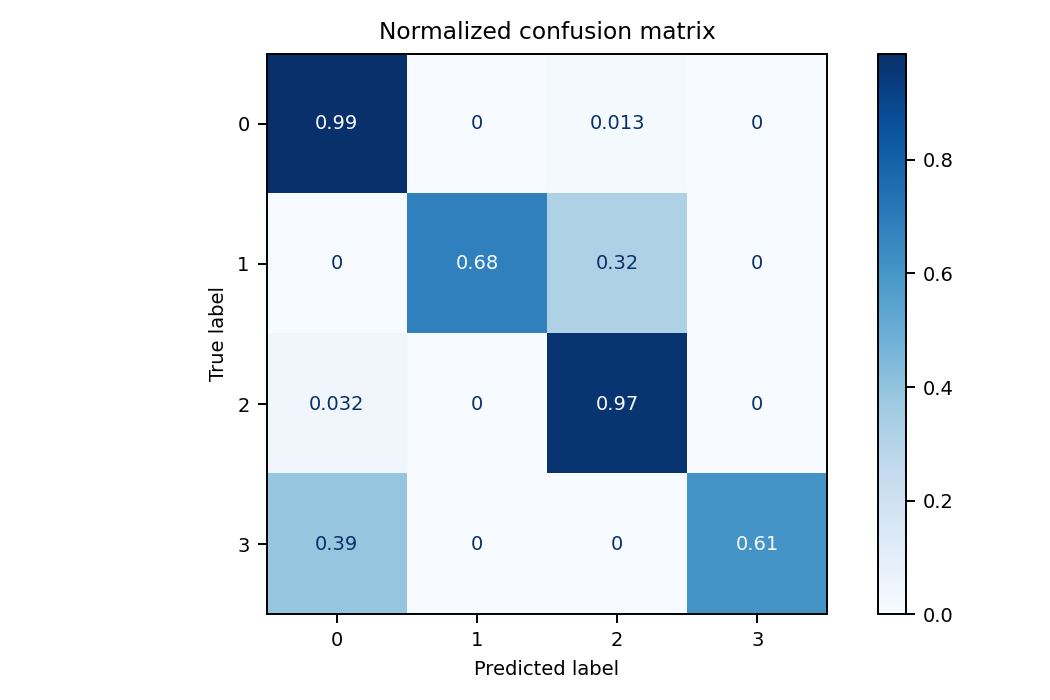 Normalized confusion matrix
0 0.99 0 0.013 0
1 0 0.68 0.32 0
2 0.032 0 0.97 0
3 0.39 0 0 0.61
0 1 2 3
Predicted label
True label
0.8
0.6
0.4
0.2
0.0